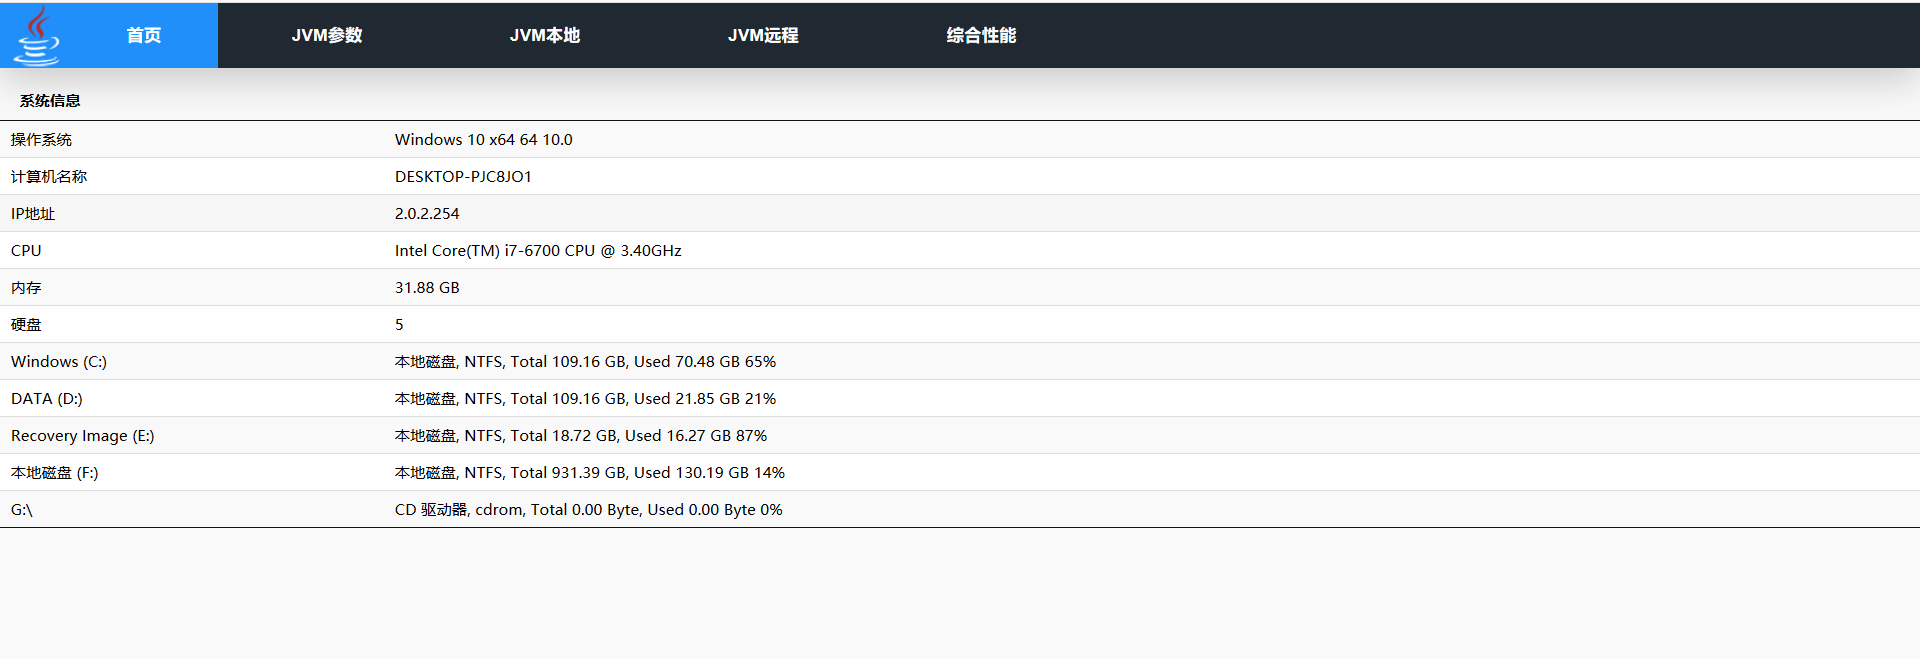 首页 JVM参数 JVM本地 JVM远程 综合性能
系统信息
操作系统 Windows 10 x64 64 10.0
计算机名称 DESKTOP-PJC8JO1
IP地址 2.0.2.254
CPU Intel Core(TM) i7-6700 CPU @ 3.40GHz
内存 31.88 GB
硬盘 5
Windows (C:) 本地磁盘, NTFS, Total 109.16 GB, Used 70.48 GB 65%
DATA (D:) 本地磁盘, NTFS, Total 109.16 GB, Used 21.85 GB 21%
Recovery Image (E:) 本地磁盘, NTFS, Total 18.72 GB, Used 16.27 GB 87%
本地磁盘 (F:) 本地磁盘, NTFS, Total 931.39 GB, Used 130.19 GB 14%
G:\ CD 驱动器, cdrom, Total 0.00 Byte, Used 0.00 Byte 0%